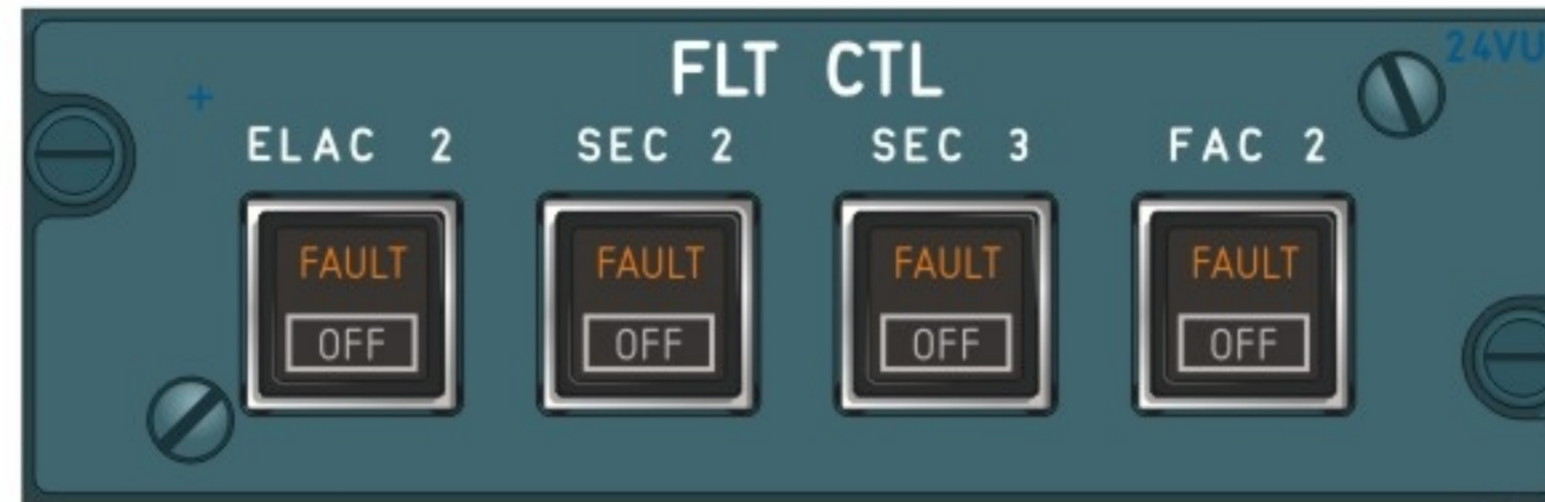 FLT CTL
24VU
ELAC 2 SEC 2 SEC 3 FAC 2
FAULT FAULT FAULT FAULT
OFF OFF OFF OFF